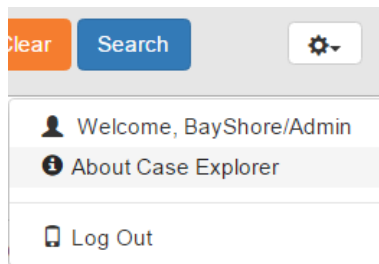 Clear Search
Welcome, BayShore/Admin
About Case Explorer
Log Out